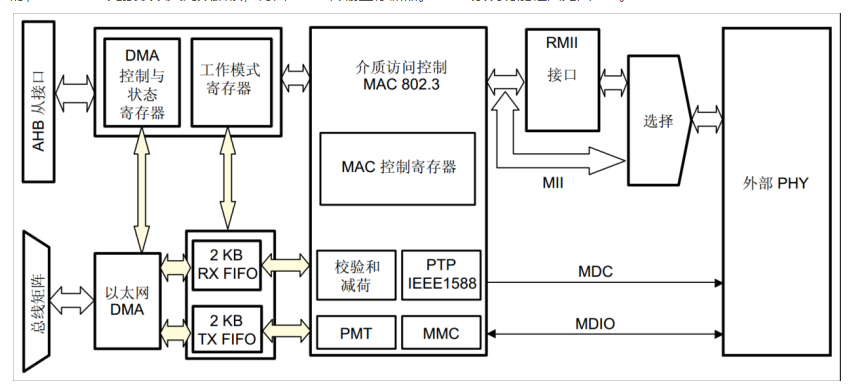 AHB 从接口
DMA
控制与
状态
寄存器
工作模式
寄存器
介质访问控制
MAC 802.3
RMII
接口
选择
外部 PHY
MAC 控制寄存器
MII
总线矩阵
以太网
DMA
2 KB
RX FIFO
2 KB
TX FIFO
校验和
减荷
PTP
IEEE1588
PMT
MMC
MDC
MDIO